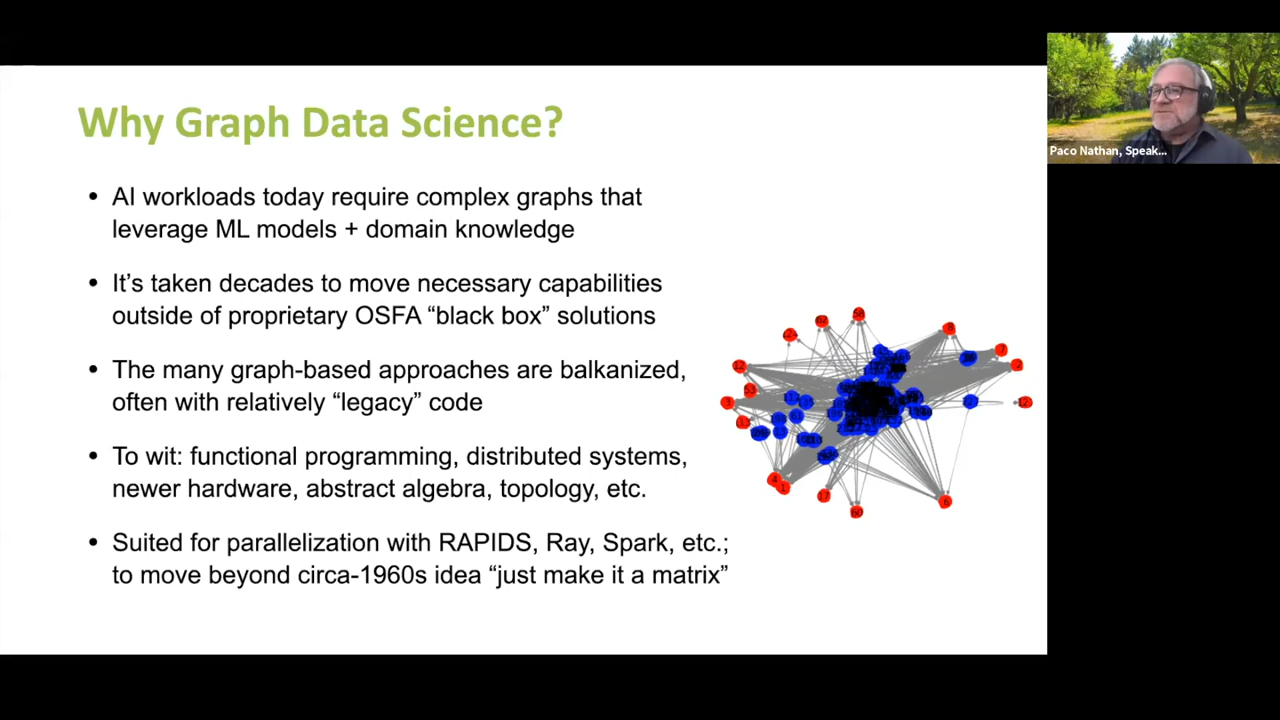 Why Graph Data Science?
• AI workloads today require complex graphs that
leverage ML models + domain knowledge
• It’s taken decades to move necessary capabilities
outside of proprietary OSFA “black box” solutions
• The many graph-based approaches are balkanized,
often with relatively “legacy” code
• To wit: functional programming, distributed systems,
newer hardware, abstract algebra, topology, etc.
• Suited for parallelization with RAPIDS, Ray, Spark, etc.;
to move beyond circa-1960s idea “just make it a matrix”
Paco Nathan, Speak...